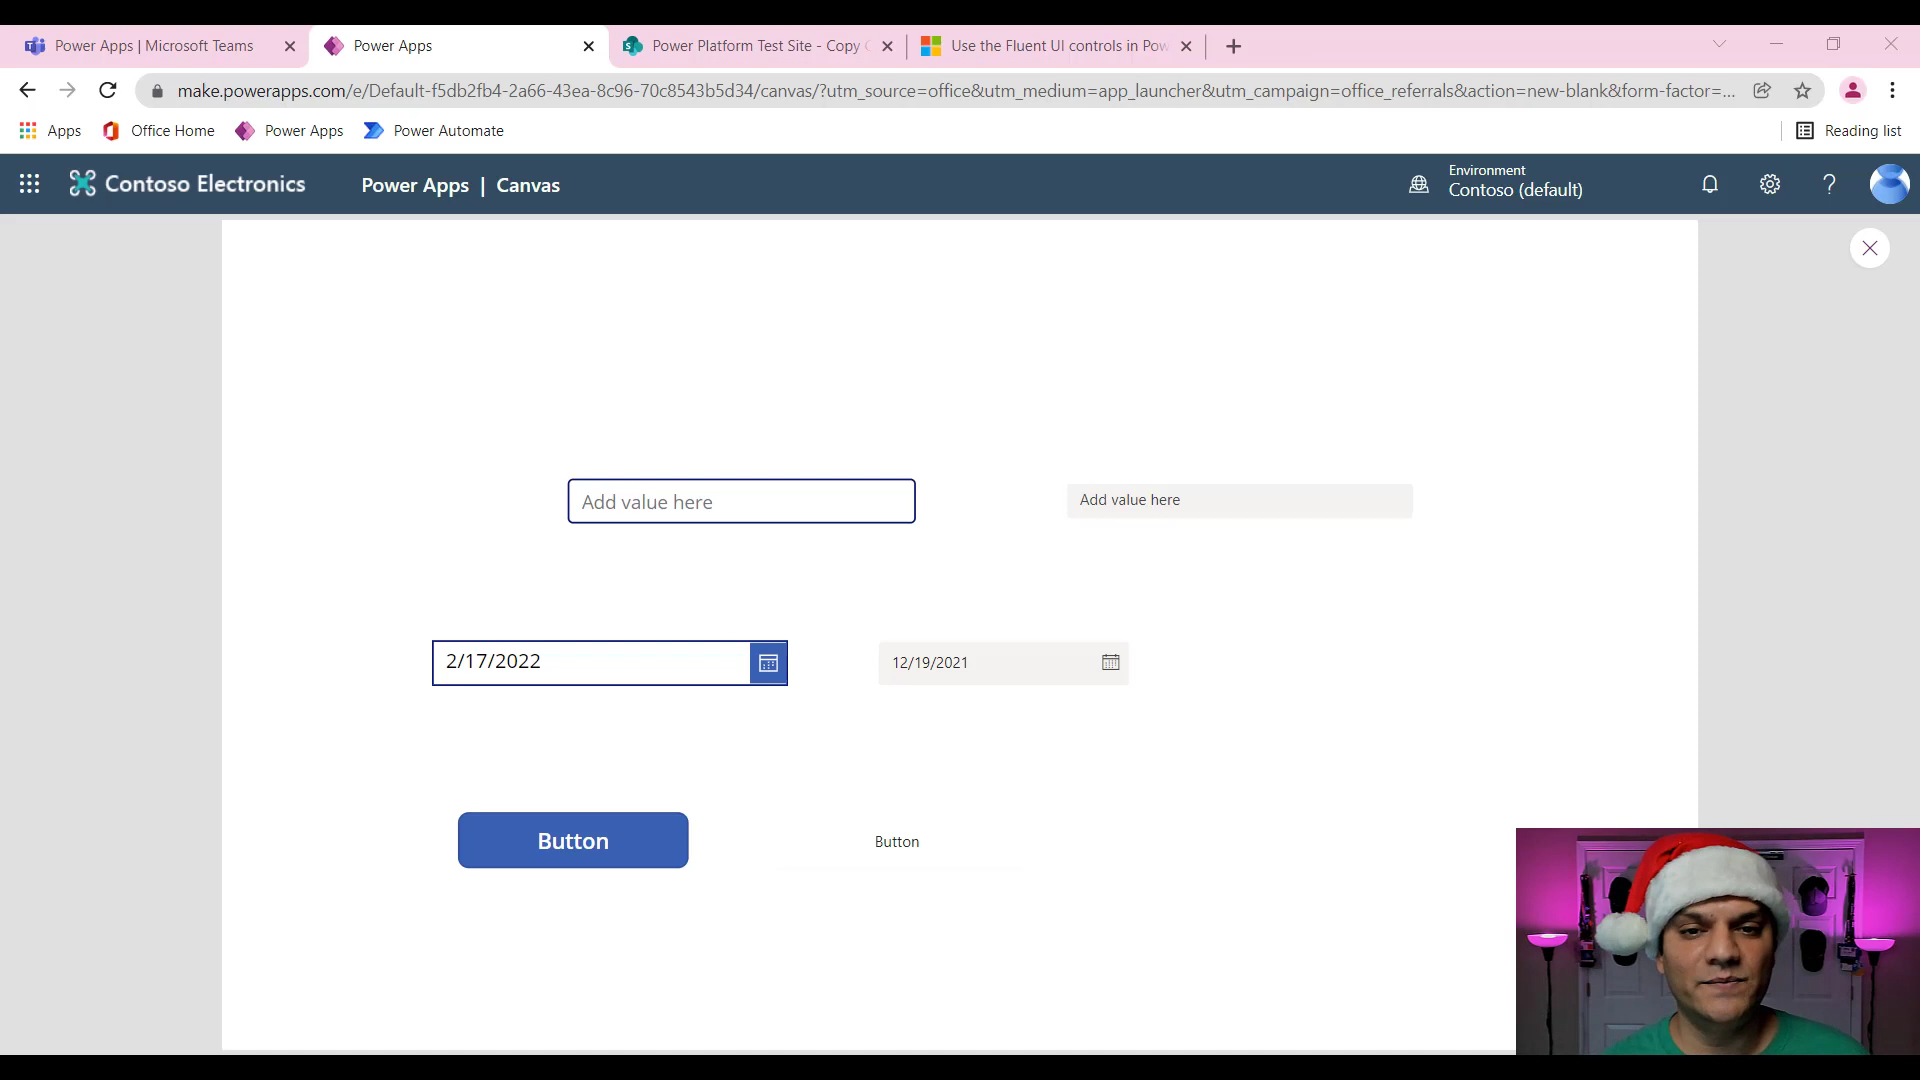 Power Apps | Microsoft Teams
Power Apps
Power Platform Test Site - Copy
Use the Fluent UI controls in Pow
make.powerapps.com/e/Default-f5db2fb4-2a66-43ea-8c96-70c8543b5d34/canvas/?utm_source=office&utm_medium=app_launcher&utm_campaign=office_referrals&action=new-blank&form-factor=...
Apps
Office Home
Power Apps
Power Automate
Reading list
Contoso Electronics
Power Apps | Canvas
Environment
Contoso (default)
Add value here
Add value here
2/17/2022
12/19/2021
Button
Button